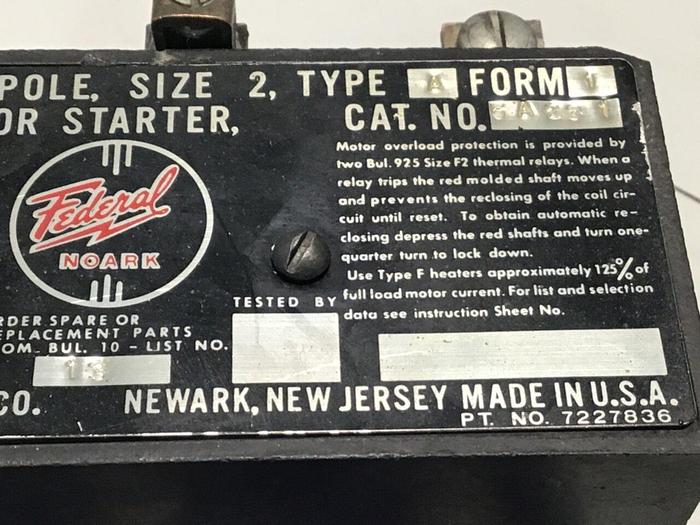 POLE, SIZE 2, TYPE A FORM 1
OR STARTER, CAT. NO.
Motor overload protection is provided by
two Bul. 925 Size F2 thermal relays. When a
relay trips the red molded shaft moves up
and prevents the reclosing of the coil cir-
cuit until reset. To obtain automatic re-
closing depress the red shafts and turn one-
quarter turn to lock down.
Use Type F heaters approximately 125% of
full load motor current. For list and selection
data see instruction Sheet No.
Federal
NOARK
TESTED BY
RDER SPARE OR
EPLACEMENT PARTS
OM BUL. 10 - LIST NO.
13
CO. NEWARK, NEW JERSEY MADE IN U.S.A.
PT. NO. 7227836